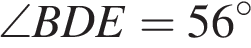 ∠BDE = 56°